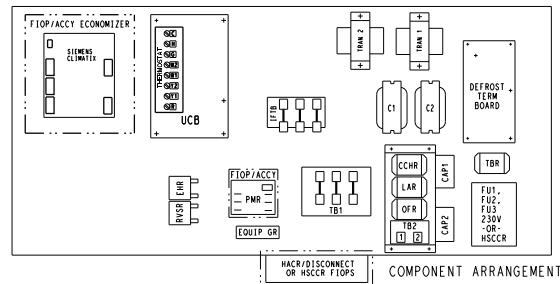 FIOP/ACCY ECONOMIZER
SIEMENS
CLIMATIX
THERMOSTAT
C
H
G
W2
W1
Y2
Y1
R
UCB
TRAN 2
TRAN 1
IFTB
C1
C2
DEFROST
TERM
BOARD
EHR
RVSR
FIOP/ACCY
PMR
EQUIP GR
TB1
CCHR
LAR
OFR
TB2
1 2
CAP1
CAP2
TBR
FU1,
FU2,
FU3
230V
-OR-
HSCCR
HACR/DISCONNECT
OR HSCCR FIOPS
COMPONENT ARRANGEMENT